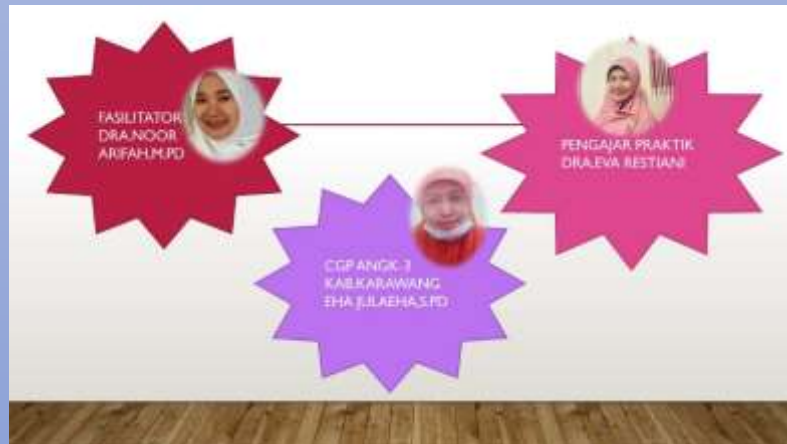 FASILITATOR
DRA.NOOR
ARIFAH.M.PD
PENGAJAR PRAKTIK
DRA.EVA RESTIANI
CGP ANGK-3
KAB.KARAWANG
EHA JULAEHA,S.PD